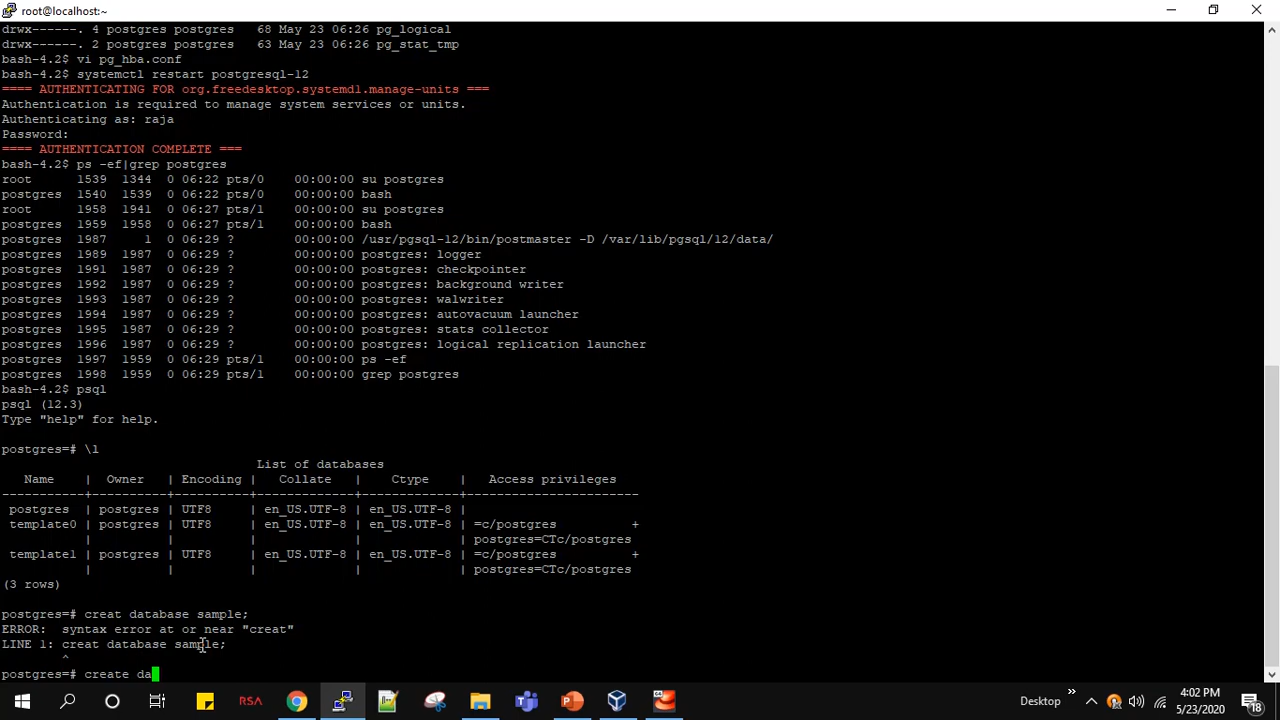 root@localhost:~
drwx------. 4 postgres postgres   68 May 23 06:26 pg_logical
drwx------. 2 postgres postgres   63 May 23 06:26 pg_stat_tmp
bash-4.2$ vi pg_hba.conf
bash-4.2$ systemctl restart postgresql-12
==== AUTHENTICATING FOR org.freedesktop.systemd1.manage-units ===
Authentication is required to manage system services or units.
Authenticating as: raja
Password:
==== AUTHENTICATION COMPLETE ===
bash-4.2$ ps -ef|grep postgres
root      1539  1344  0 06:22 pts/0    00:00:00 su postgres
postgres  1540  1539  0 06:22 pts/0    00:00:00 bash
root      1958  1941  0 06:27 pts/1    00:00:00 su postgres
postgres  1959  1958  0 06:27 pts/1    00:00:00 bash
postgres  1987     1  0 06:29 ?        00:00:00 /usr/pgsql-12/bin/postmaster -D /var/lib/pgsql/12/data/
postgres  1989  1987  0 06:29 ?        00:00:00 postgres: logger
postgres  1991  1987  0 06:29 ?        00:00:00 postgres: checkpointer
postgres  1992  1987  0 06:29 ?        00:00:00 postgres: background writer
postgres  1993  1987  0 06:29 ?        00:00:00 postgres: walwriter
postgres  1994  1987  0 06:29 ?        00:00:00 postgres: autovacuum launcher
postgres  1995  1987  0 06:29 ?        00:00:00 postgres: stats collector
postgres  1996  1987  0 06:29 ?        00:00:00 postgres: logical replication launcher
postgres  1997  1959  0 06:29 pts/1    00:00:00 ps -ef
postgres  1998  1959  0 06:29 pts/1    00:00:00 grep postgres
bash-4.2$ psql
psql (12.3)
Type "help" for help.
postgres=# \l
                                  List of databases
   Name    |  Owner   | Encoding |   Collate   |    Ctype    |   Access privileges
-----------+----------+----------+-------------+-------------+-----------------------
 postgres  | postgres | UTF8     | en_US.UTF-8 | en_US.UTF-8 |
 template0 | postgres | UTF8     | en_US.UTF-8 | en_US.UTF-8 | =c/postgres          +
           |          |          |             |             | postgres=CTc/postgres
 template1 | postgres | UTF8     | en_US.UTF-8 | en_US.UTF-8 | =c/postgres          +
           |          |          |             |             | postgres=CTc/postgres
(3 rows)
postgres=# creat database sample;
ERROR:  syntax error at or near "creat"
LINE 1: creat database sample;
        ^
postgres=# create da
RSA
Desktop
4:02 PM
5/23/2020
18